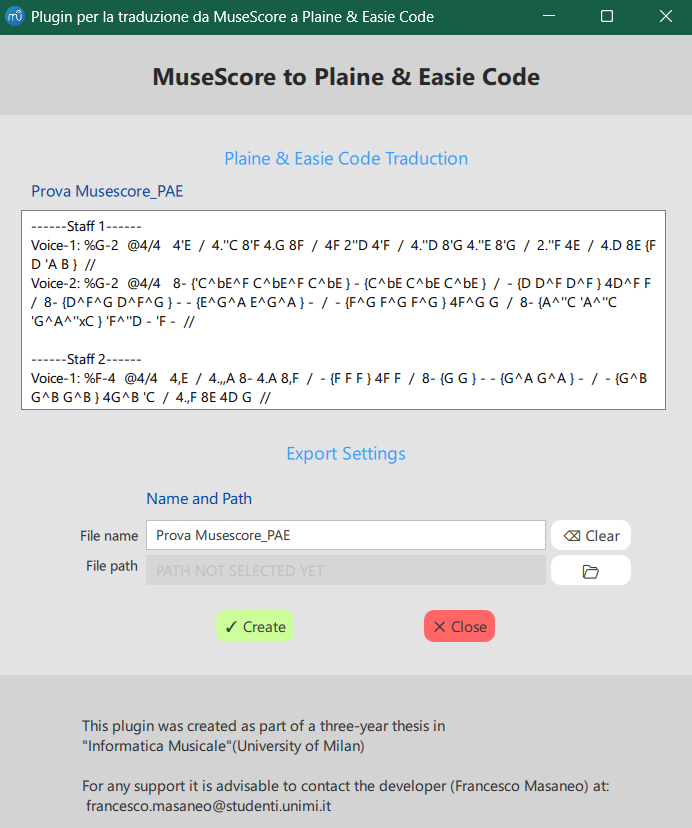 Plugin per la traduzione da MuseScore a Plaine & Easie Code
MuseScore to Plaine & Easie Code
Plaine & Easie Code Traduction
Prova Musescore_PAE
------Staff 1------
Voice-1: %G-2 @4/4 4'E / 4.''C 8'F 4.G 8F / 4F 2''D 4'F / 4.''D 8'G 4.''E 8'G / 2.''F 4E / 4.D 8E {F
D 'A B } //
Voice-2: %G-2 @4/4 8- {'C^bE^F C^bE^F C^bE } - {C^bE C^bE C^bE } / - {D D^F D^F } 4D^F F
/ 8- {D^F^G D^F^G } - - {E^G^A E^G^A } - / - {F^G F^G F^G } 4F^G G / 8- {A^''C 'A^''C
'G^A^''xC } 'F^''D - 'F - //
------Staff 2------
Voice-1: %F-4 @4/4 4,E / 4.,,A 8- 4.A 8,F / - {F F F } 4F F / 8- {G G } - - {G^A G^A } - / - {G^B
G^B G^B } 4G^B 'C / 4.,F 8E 4D G //
Export Settings
Name and Path
File name
Prova Musescore_PAE
⌫ Clear
File path
PATH NOT SELECTED YET
✓ Create
✕ Close
This plugin was created as part of a three-year thesis in
"Informatica Musicale"(University of Milan)
For any support it is advisable to contact the developer (Francesco Masaneo) at:
francesco.masaneo@studenti.unimi.it